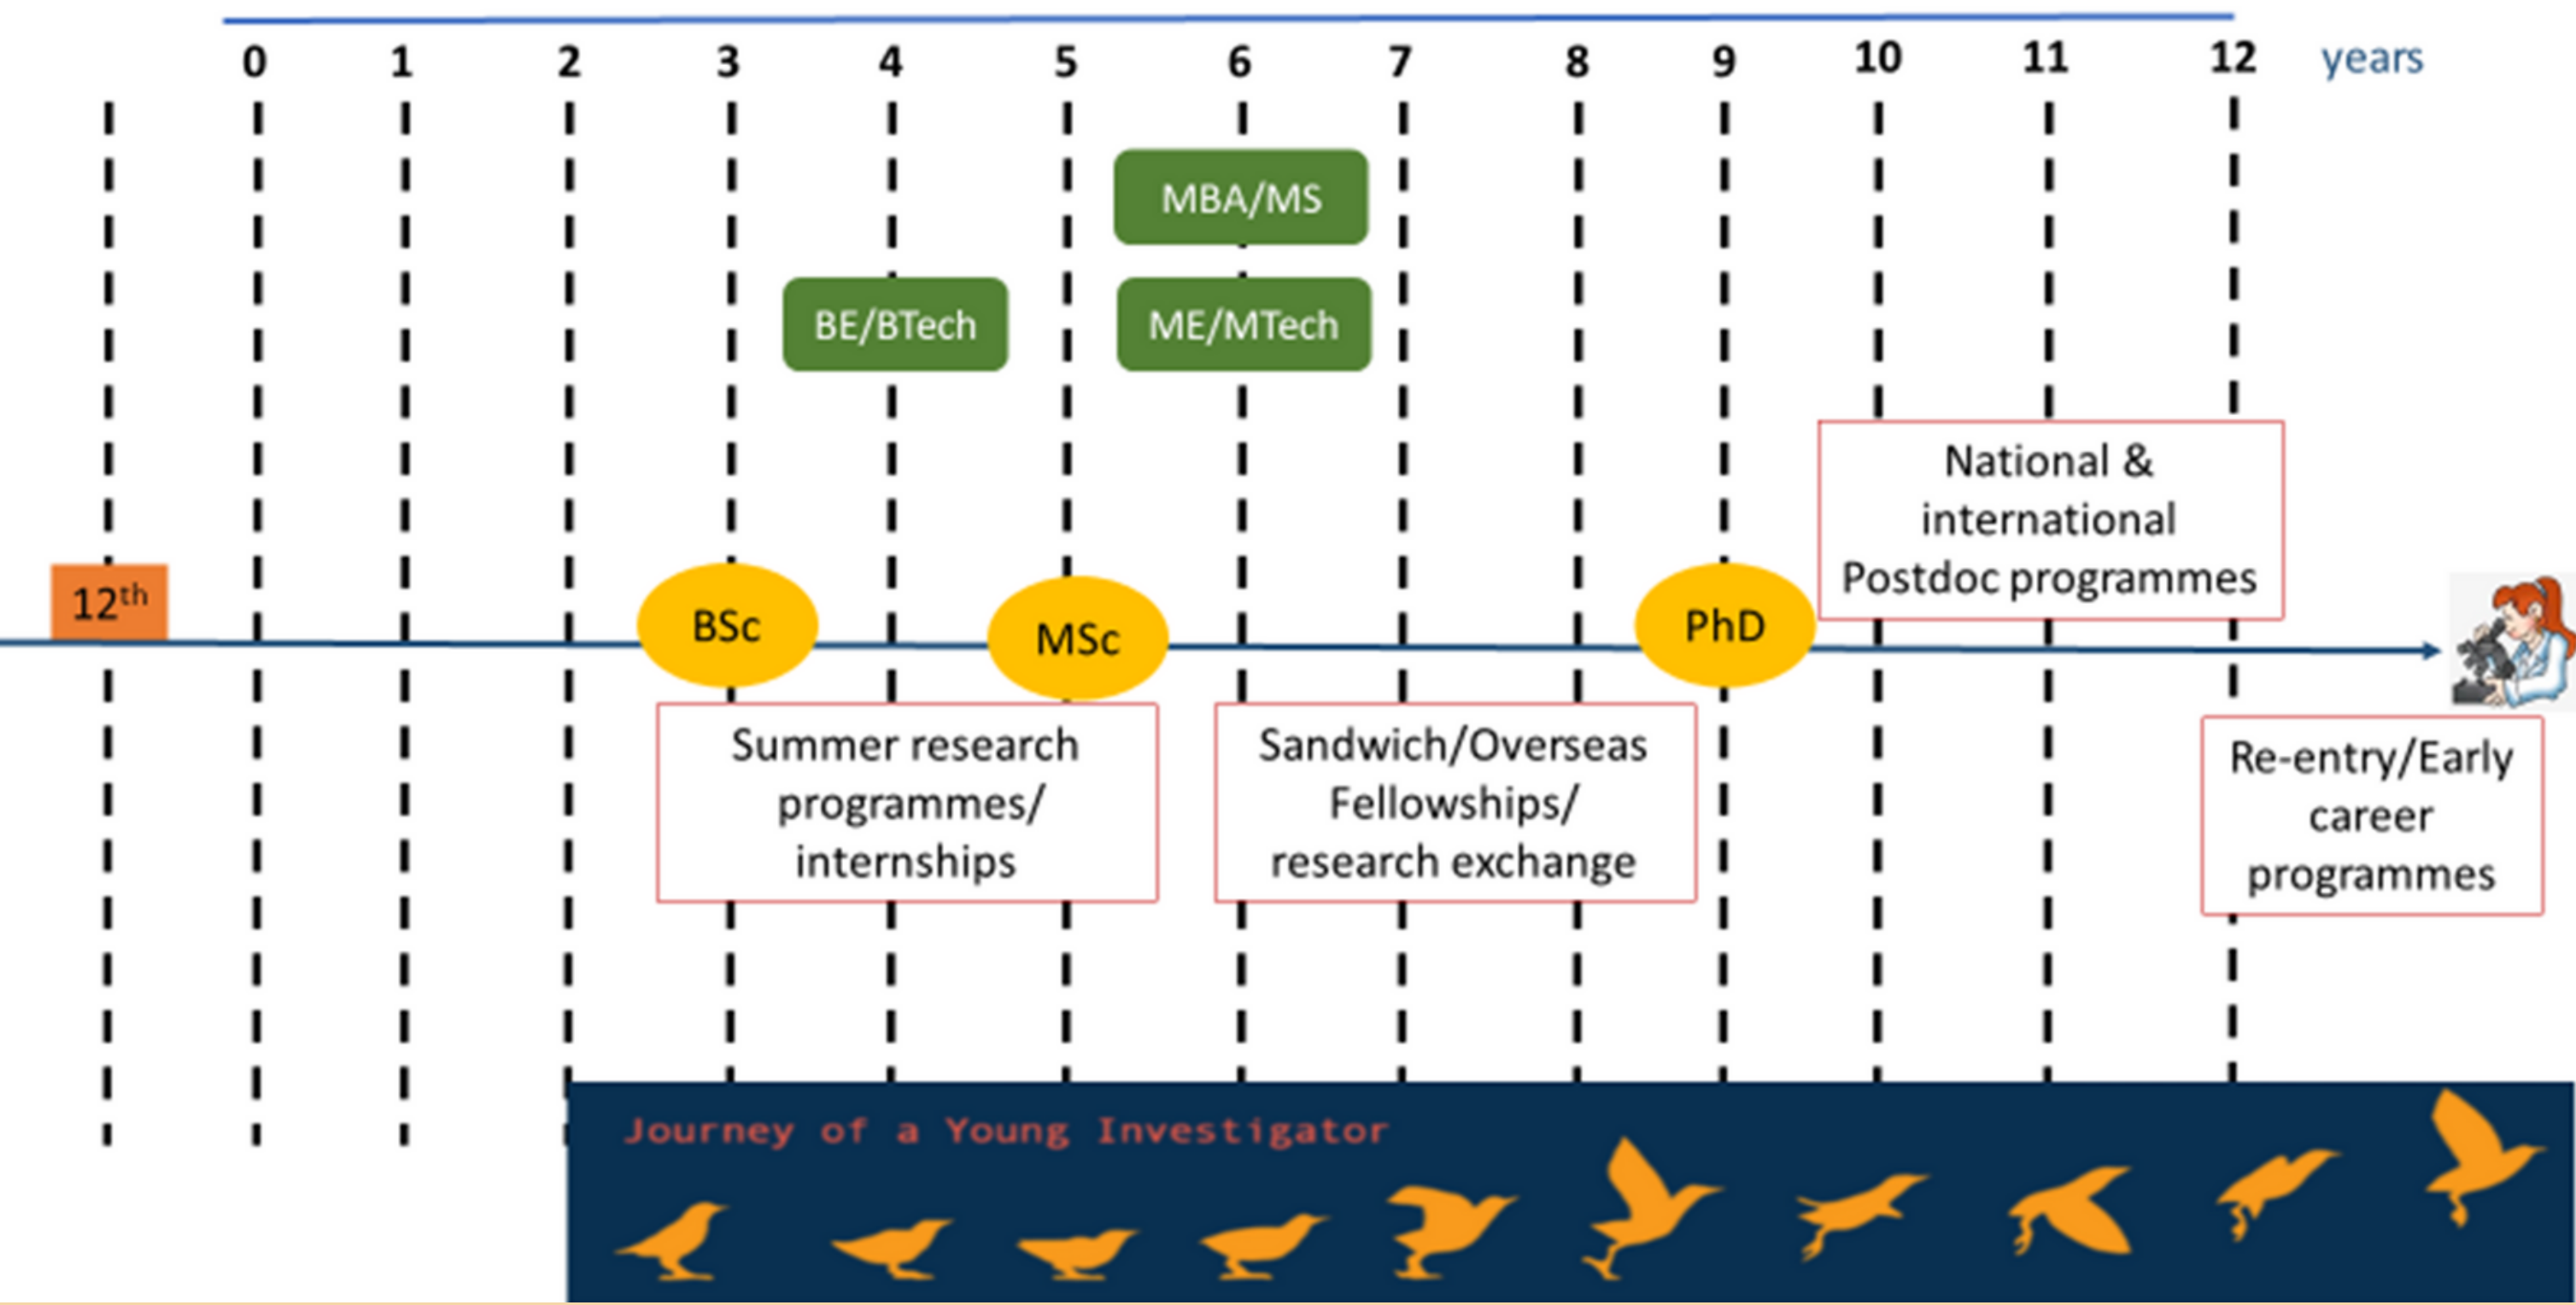 0 1 2 3 4 5 6 7 8 9 10 11 12 years
MBA/MS
BE/BTech
ME/MTech
National &
international
Postdoc programmes
12th
BSc
MSc
PhD
Summer research
programmes/
internships
Sandwich/Overseas
Fellowships/
research exchange
Re-entry/Early
career
programmes
Journey of a Young Investigator